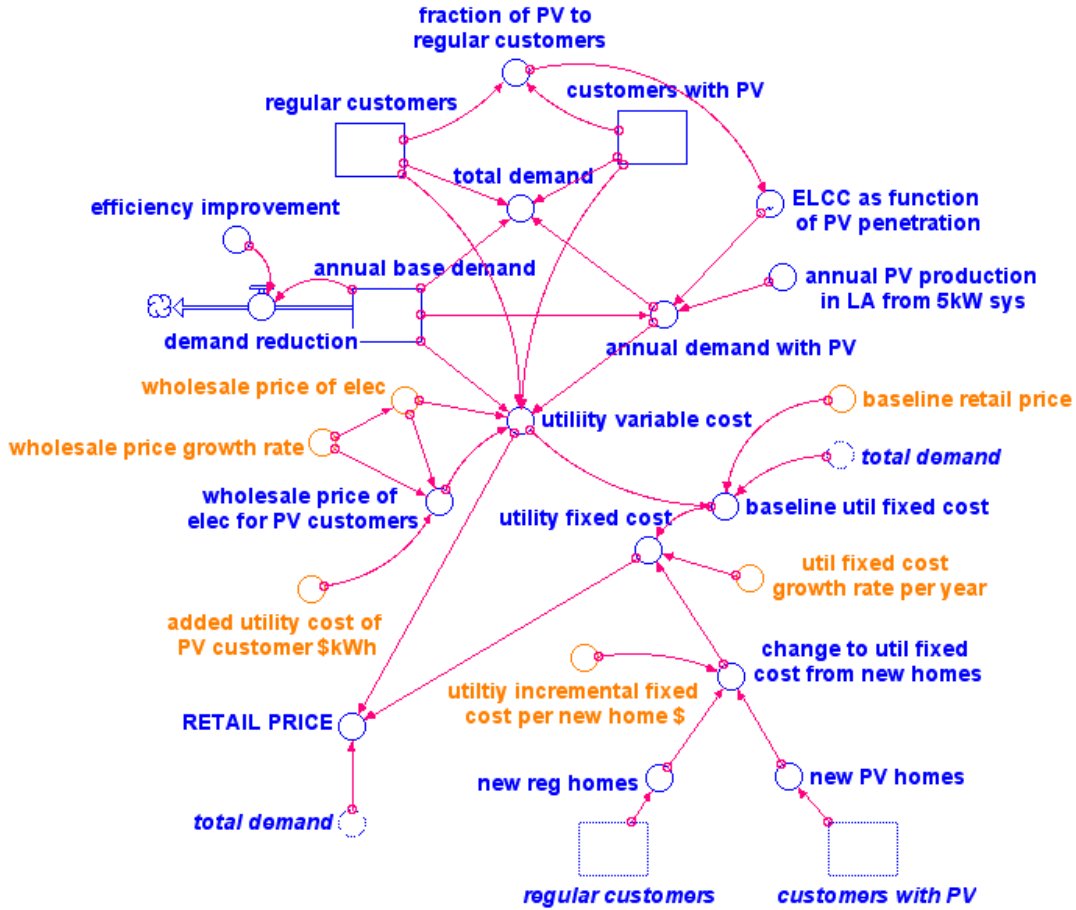 fraction of PV to
regular customers
regular customers
customers with PV
total demand
efficiency improvement
ELCC as function
of PV penetration
annual base demand
annual PV production
in LA from 5kW sys
demand reduction
annual demand with PV
wholesale price of elec
baseline retail price
utiliity variable cost
wholesale price growth rate
total demand
wholesale price of
elec for PV customers
utility fixed cost
baseline util fixed cost
util fixed cost
growth rate per year
added utility cost of
PV customer $kWh
change to util fixed
cost from new homes
utiltiy incremental fixed
cost per new home $
RETAIL PRICE
new reg homes
new PV homes
total demand
regular customers
customers with PV